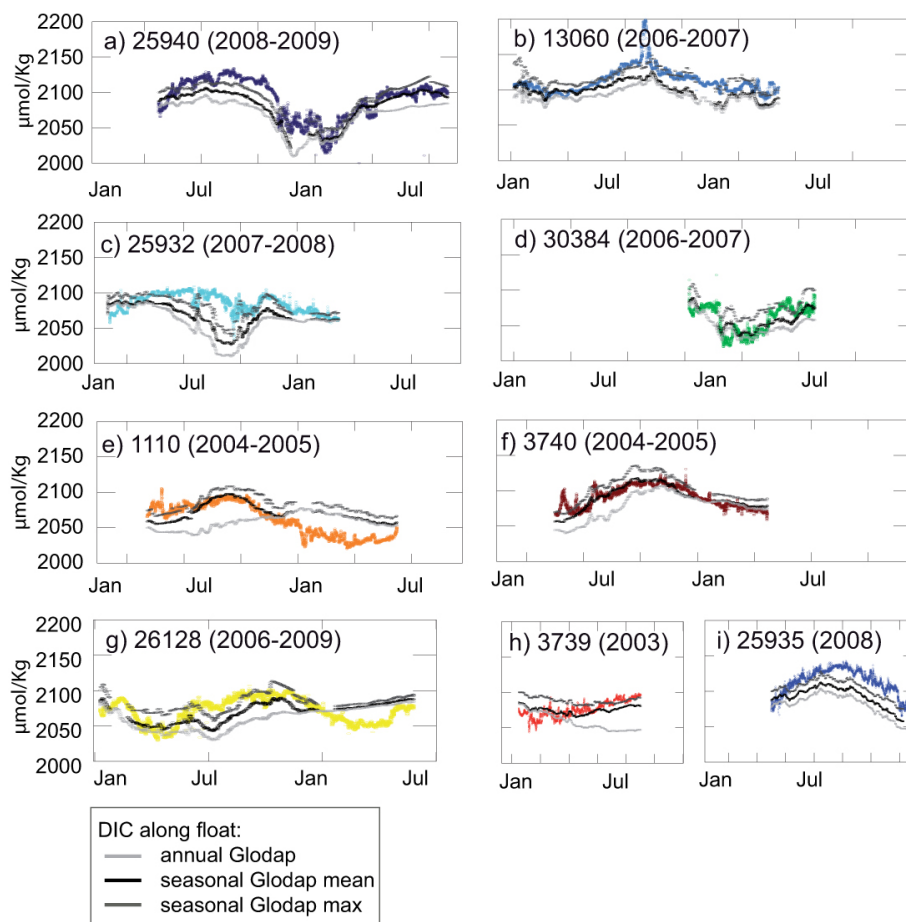 2200
a) 25940 (2008-2009)
b) 13060 (2006-2007)
2150
2100
2050
2000
µmol/Kg
Jan Jul Jan Jul
Jan Jul Jan Jul
2200
c) 25932 (2007-2008)
d) 30384 (2006-2007)
2150
2100
2050
2000
µmol/Kg
Jan Jul Jan Jul
Jan Jul Jan Jul
2200
e) 1110 (2004-2005)
f) 3740 (2004-2005)
2150
2100
2050
2000
µmol/Kg
Jan Jul Jan Jul
Jan Jul Jan Jul
2200
g) 26128 (2006-2009)
h) 3739 (2003)
i) 25935 (2008)
2150
2100
2050
2000
µmol/Kg
Jan Jul Jan Jul
Jan Jul
Jan Jul
DIC along float:
annual Glodap
seasonal Glodap mean
seasonal Glodap max